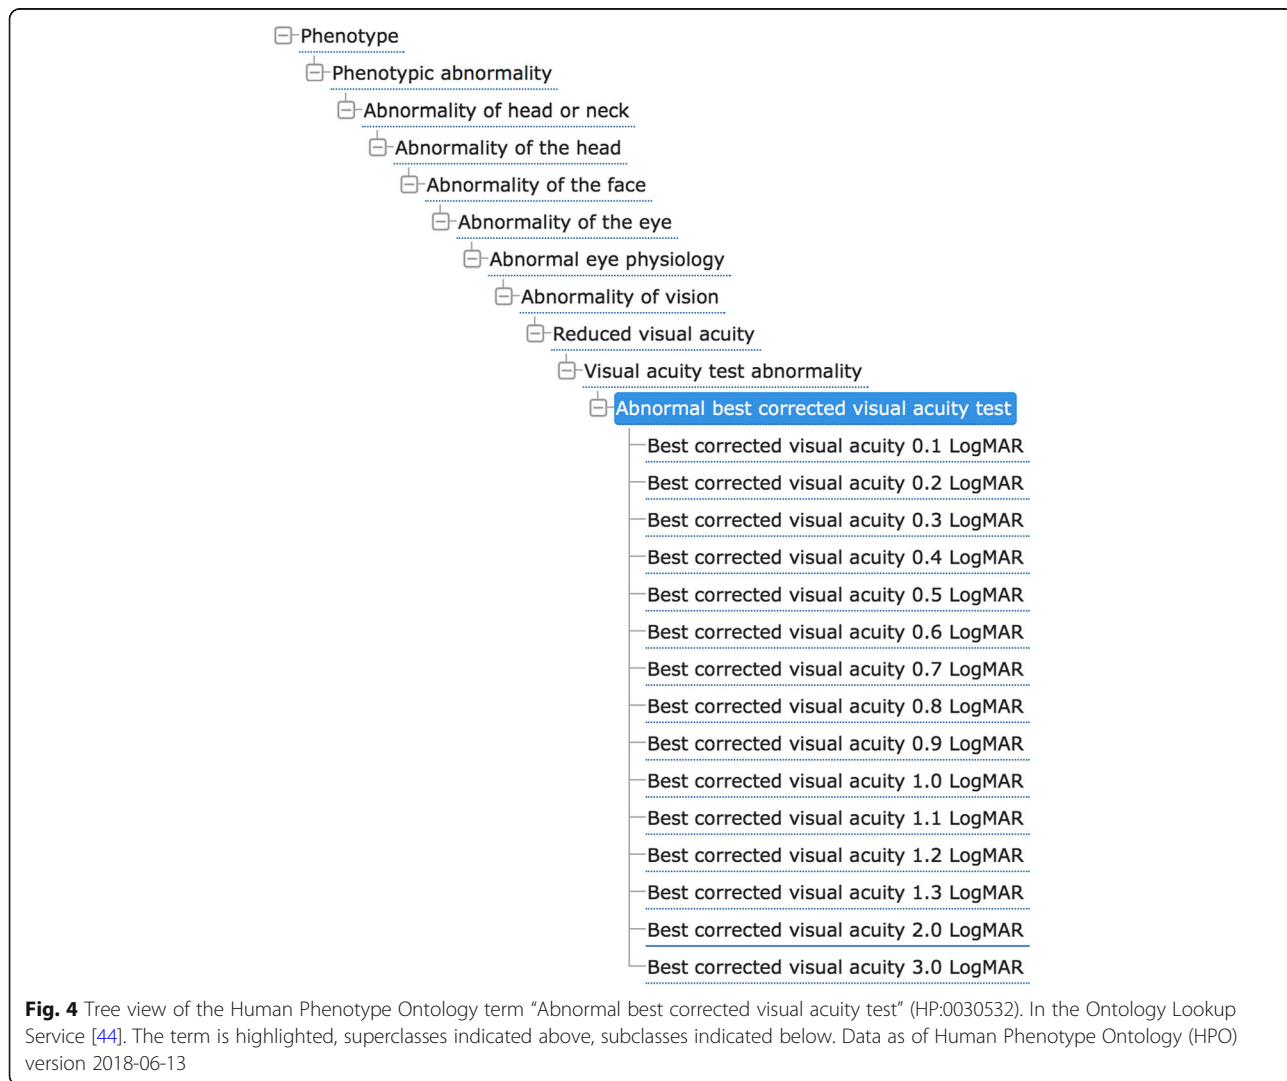 Phenotype
Phenotypic abnormality
Abnormality of head or neck
Abnormality of the head
Abnormality of the face
Abnormality of the eye
Abnormal eye physiology
Abnormality of vision
Reduced visual acuity
Visual acuity test abnormality
Abnormal best corrected visual acuity test
Best corrected visual acuity 0.1 LogMAR
Best corrected visual acuity 0.2 LogMAR
Best corrected visual acuity 0.3 LogMAR
Best corrected visual acuity 0.4 LogMAR
Best corrected visual acuity 0.5 LogMAR
Best corrected visual acuity 0.6 LogMAR
Best corrected visual acuity 0.7 LogMAR
Best corrected visual acuity 0.8 LogMAR
Best corrected visual acuity 0.9 LogMAR
Best corrected visual acuity 1.0 LogMAR
Best corrected visual acuity 1.1 LogMAR
Best corrected visual acuity 1.2 LogMAR
Best corrected visual acuity 1.3 LogMAR
Best corrected visual acuity 2.0 LogMAR
Best corrected visual acuity 3.0 LogMAR
Fig. 4 Tree view of the Human Phenotype Ontology term “Abnormal best corrected visual acuity test” (HP:0030532). In the Ontology Lookup
Service [44]. The term is highlighted, superclasses indicated above, subclasses indicated below. Data as of Human Phenotype Ontology (HPO)
version 2018-06-13